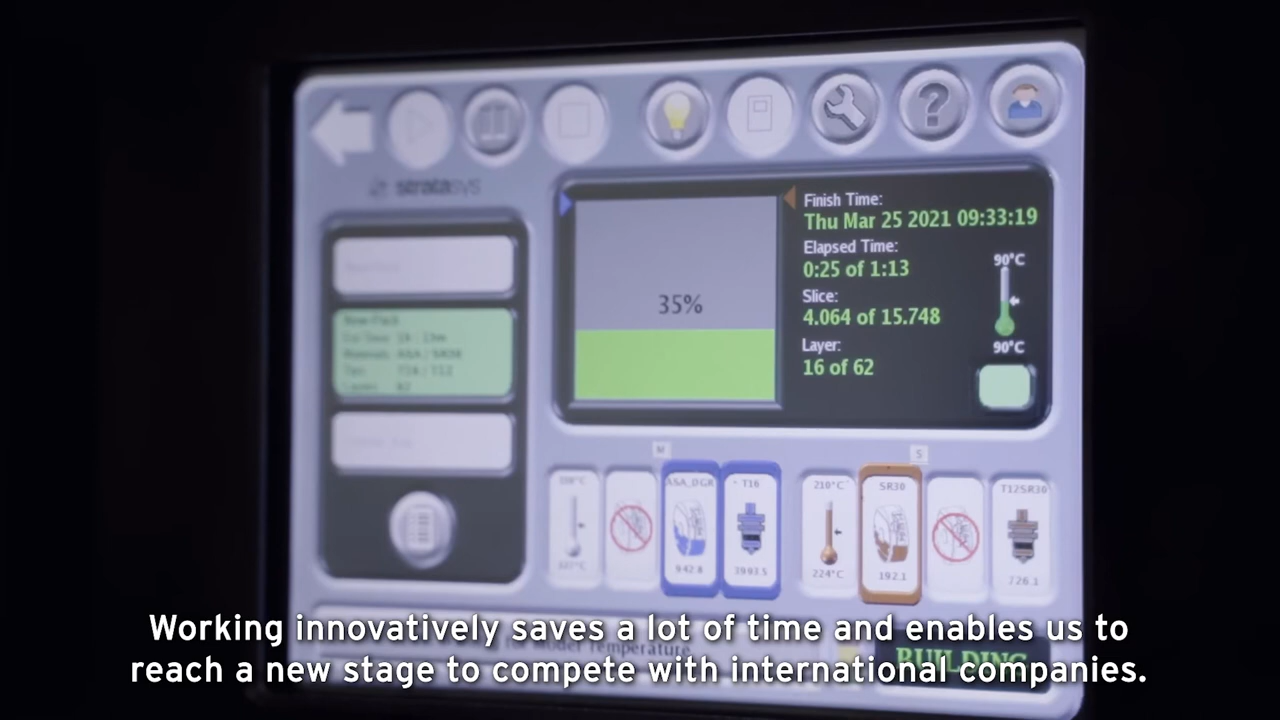 stratasys
Finish Time:
Thu Mar 25 2021 09:33:19
Elapsed Time:
0:25 of 1:13
90°C
Slice:
4.064 of 15.748
35%
Layer:
90°C
16 of 62
M
S
ASA_DGR
T16
210°C
SR30
T12SR30
942.8
3993.5
224°C
192.1
726.1
Model Temperature
BUILDING
Working innovatively saves a lot of time and enables us to
reach a new stage to compete with international companies.